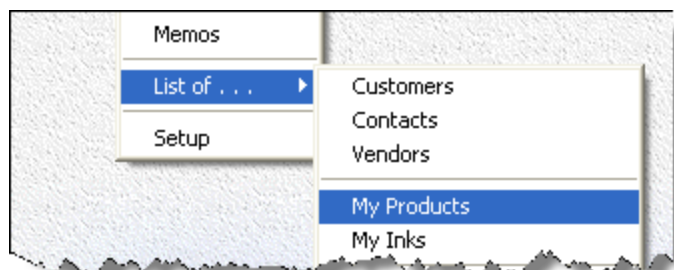 Memos
List of . . .
Setup
Customers
Contacts
Vendors
My Products
My Inks